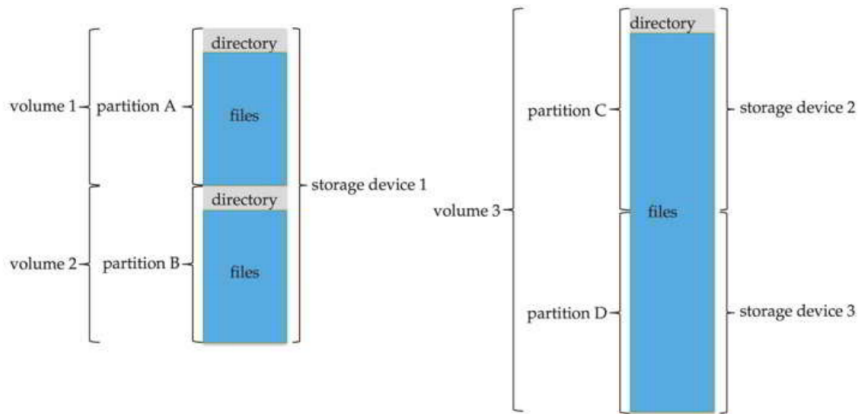 directory
volume 1
partition A
files
storage device 1
directory
volume 2
partition B
files
directory
partition C
storage device 2
volume 3
files
partition D
storage device 3